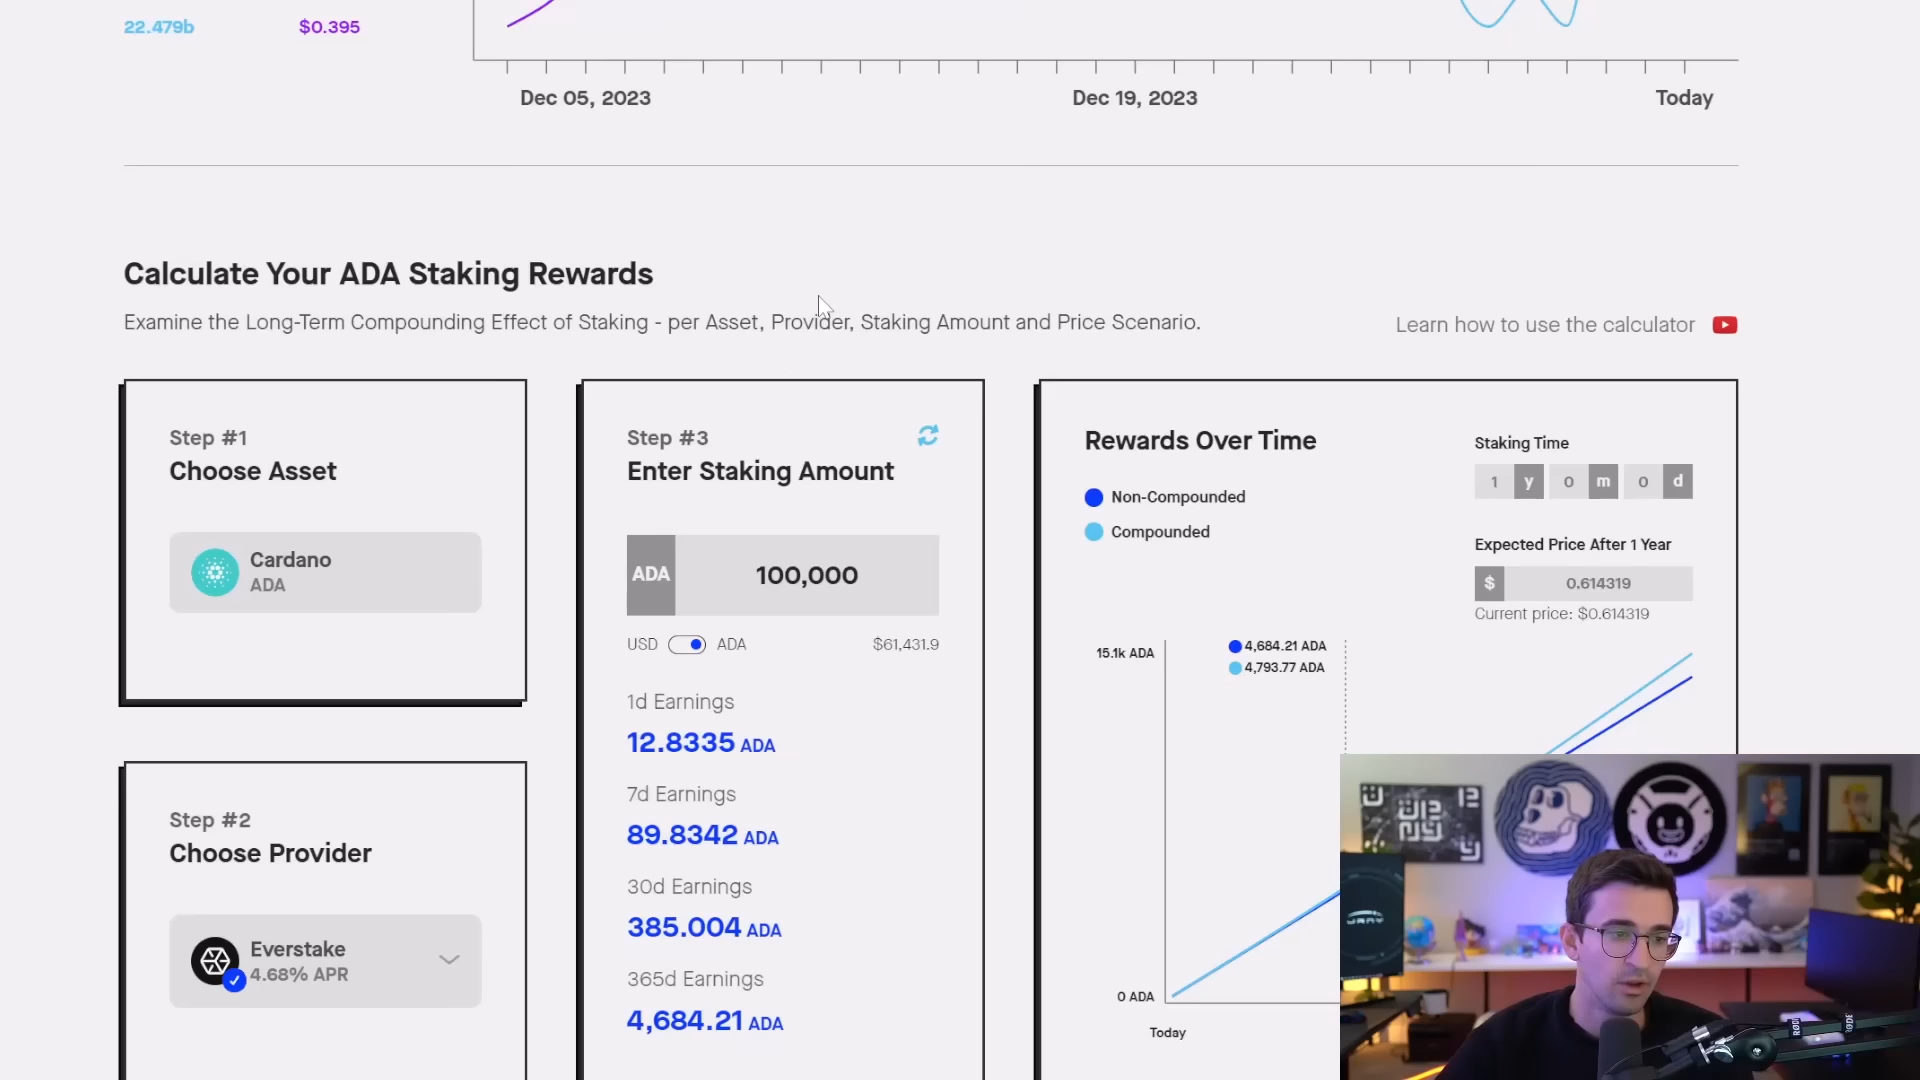 22.479b
$0.395
Dec 05, 2023
Dec 19, 2023
Today
Calculate Your ADA Staking Rewards
Examine the Long-Term Compounding Effect of Staking - per Asset, Provider, Staking Amount and Price Scenario.
Learn how to use the calculator
Step #1
Choose Asset
Cardano
ADA
Step #2
Choose Provider
Everstake
4.68% APR
Step #3
Enter Staking Amount
ADA
100,000
USD
ADA
$61,431.9
1d Earnings
12.8335 ADA
7d Earnings
89.8342 ADA
30d Earnings
385.004 ADA
365d Earnings
4,684.21 ADA
Rewards Over Time
Non-Compounded
Compounded
Staking Time
1 y 0 m 0 d
Expected Price After 1 Year
$ 0.614319
Current price: $0.614319
15.1k ADA
4,684.21 ADA
4,793.77 ADA
0 ADA
Today
RØDE
RØDE